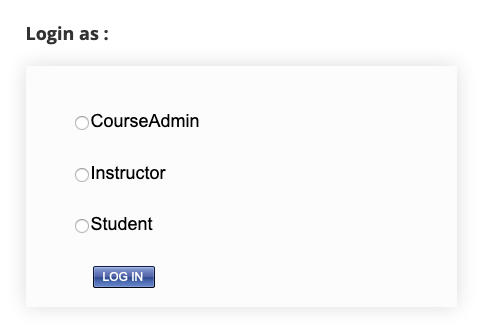 Login as :
CourseAdmin
Instructor
Student
LOG IN